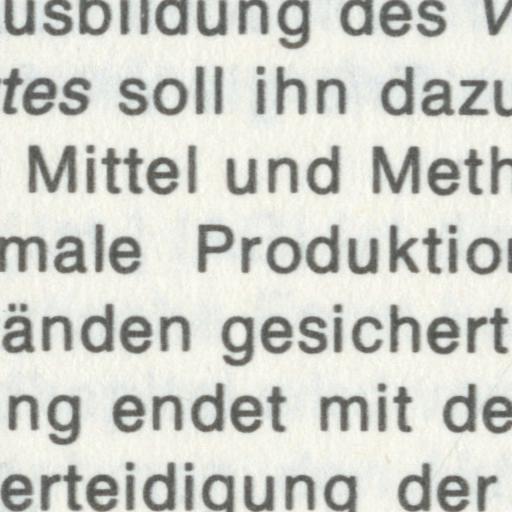 usbildung des V
tes soll ihn dazu
Mittel und Meth
male Produktion
änden gesichert
ng endet mit de
erteidigung der